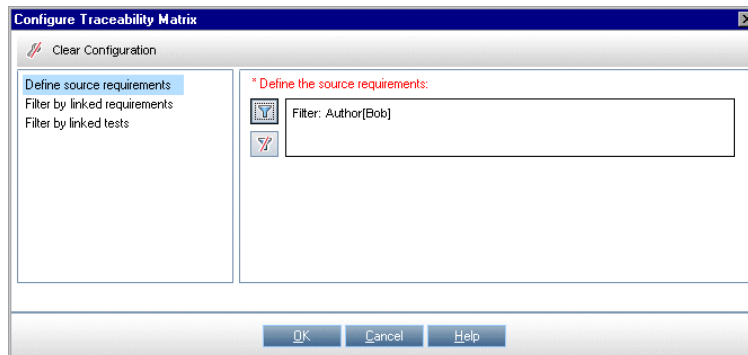 Configure Traceability Matrix
Clear Configuration
Define source requirements
Filter by linked requirements
Filter by linked tests
* Define the source requirements:
Filter: Author[Bob]
OK Cancel Help